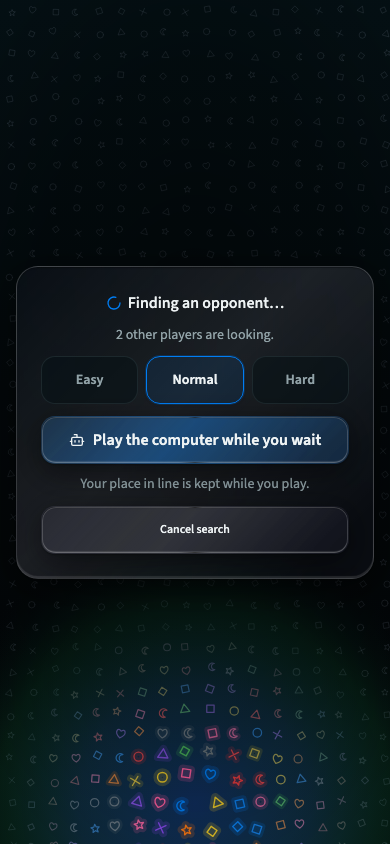 Finding an opponent...
2 other players are looking.
Easy
Normal
Hard
Play the computer while you wait
Your place in line is kept while you play.
Cancel search